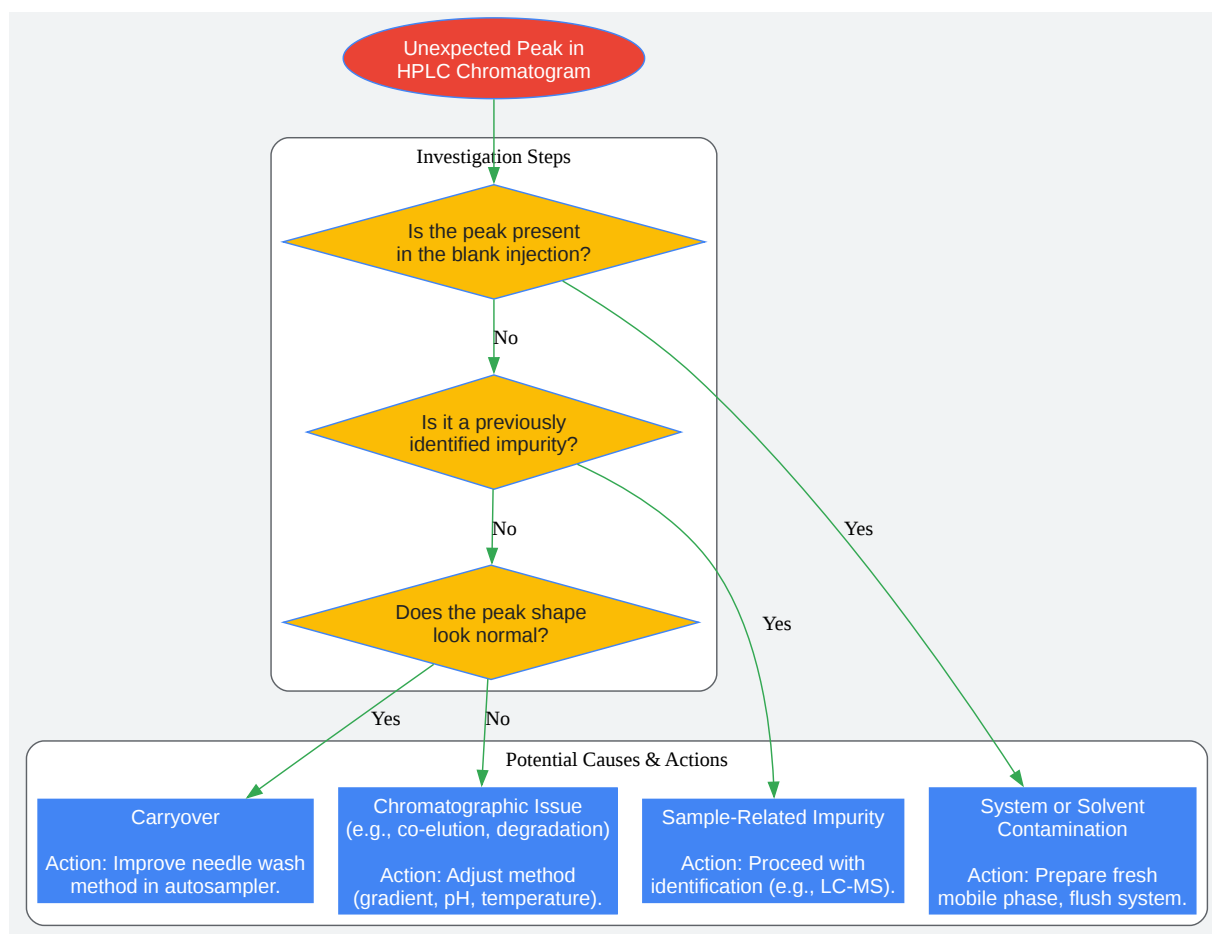 Unexpected Peak in
HPLC Chromatogram
Investigation Steps
Is the peak present
in the blank injection?
No
Is it a previously
identified impurity?
No
Yes
Does the peak shape
look normal?
Yes
Yes
No
Potential Causes & Actions
Carryover
Action: Improve needle wash
method in autosampler.
Chromatographic Issue
(e.g., co-elution, degradation)
Action: Adjust method
(gradient, pH, temperature).
Sample-Related Impurity
Action: Proceed with
identification (e.g., LC-MS).
System or Solvent
Contamination
Action: Prepare fresh
mobile phase, flush system.